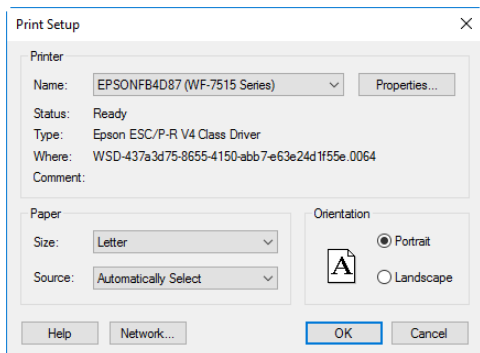 Print Setup
Printer
Name: EPSONFB4D87 (WF-7515 Series) Properties...
Status: Ready
Type: Epson ESC/P-R V4 Class Driver
Where: WSD-437a3d75-8655-4150-abb7-e63e24d1f55e.0064
Comment:
Paper
Size: Letter
Source: Automatically Select
Orientation
A
Portrait
Landscape
Help Network... OK Cancel